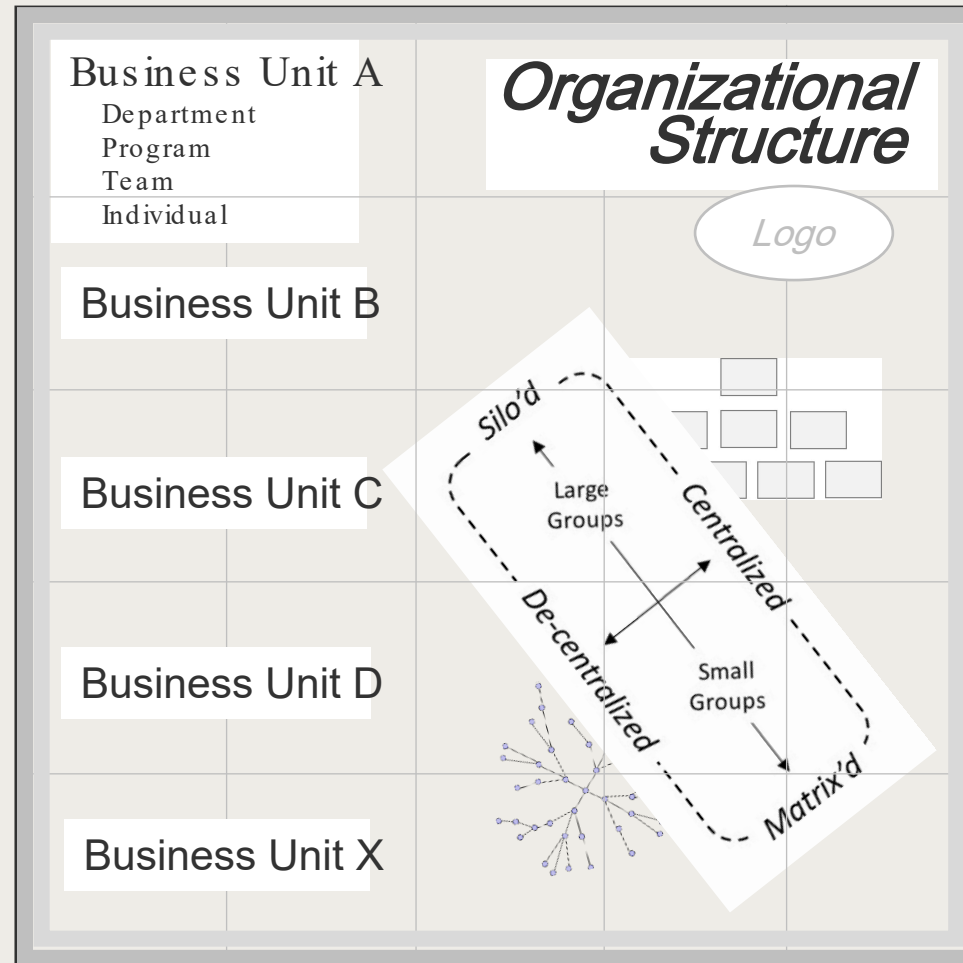 Business Unit A
Department
Program
Team
Individual
Organizational
Structure
Logo
Business Unit B
Silo'd
Large
Groups
Centralized
Business Unit C
De-centralized
Small
Groups
Business Unit D
Matrix'd
Business Unit X